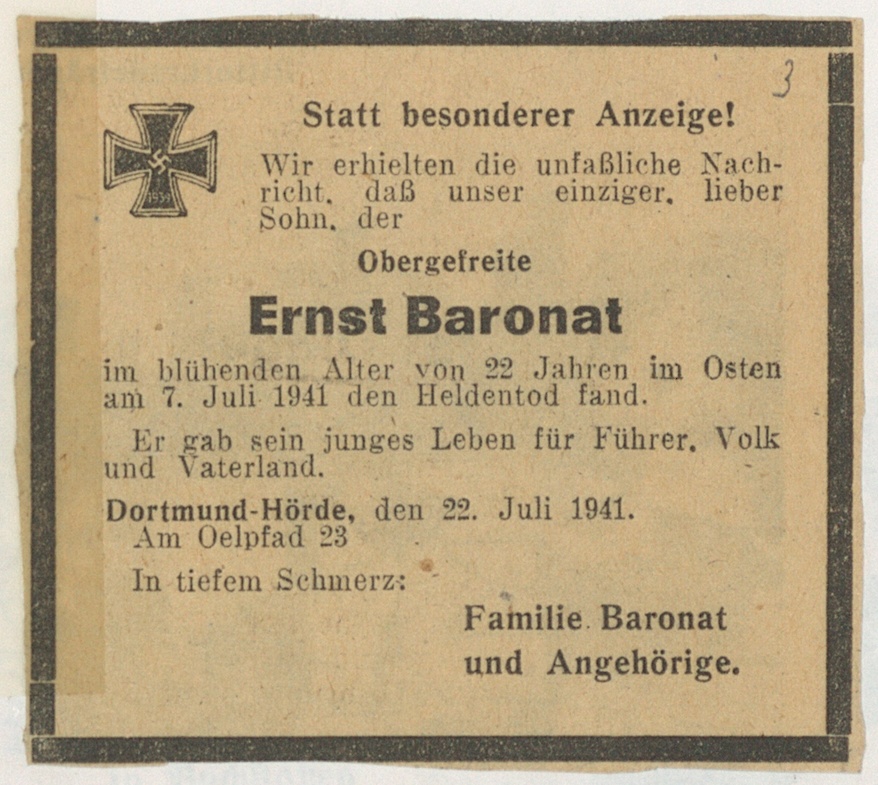 3
Statt besonderer Anzeige!
Wir erhielten die unfaßliche Nach-
richt, daß unser einziger, lieber
Sohn, der
Obergefreite
Ernst Baronat
im blühenden Alter von 22 Jahren im Osten
am 7. Juli 1941 den Heldentod fand.
Er gab sein junges Leben für Führer, Volk
und Vaterland.
Dortmund-Hörde, den 22. Juli 1941.
Am Oelpfad 23
In tiefem Schmerz:
Familie Baronat
und Angehörige.
1939